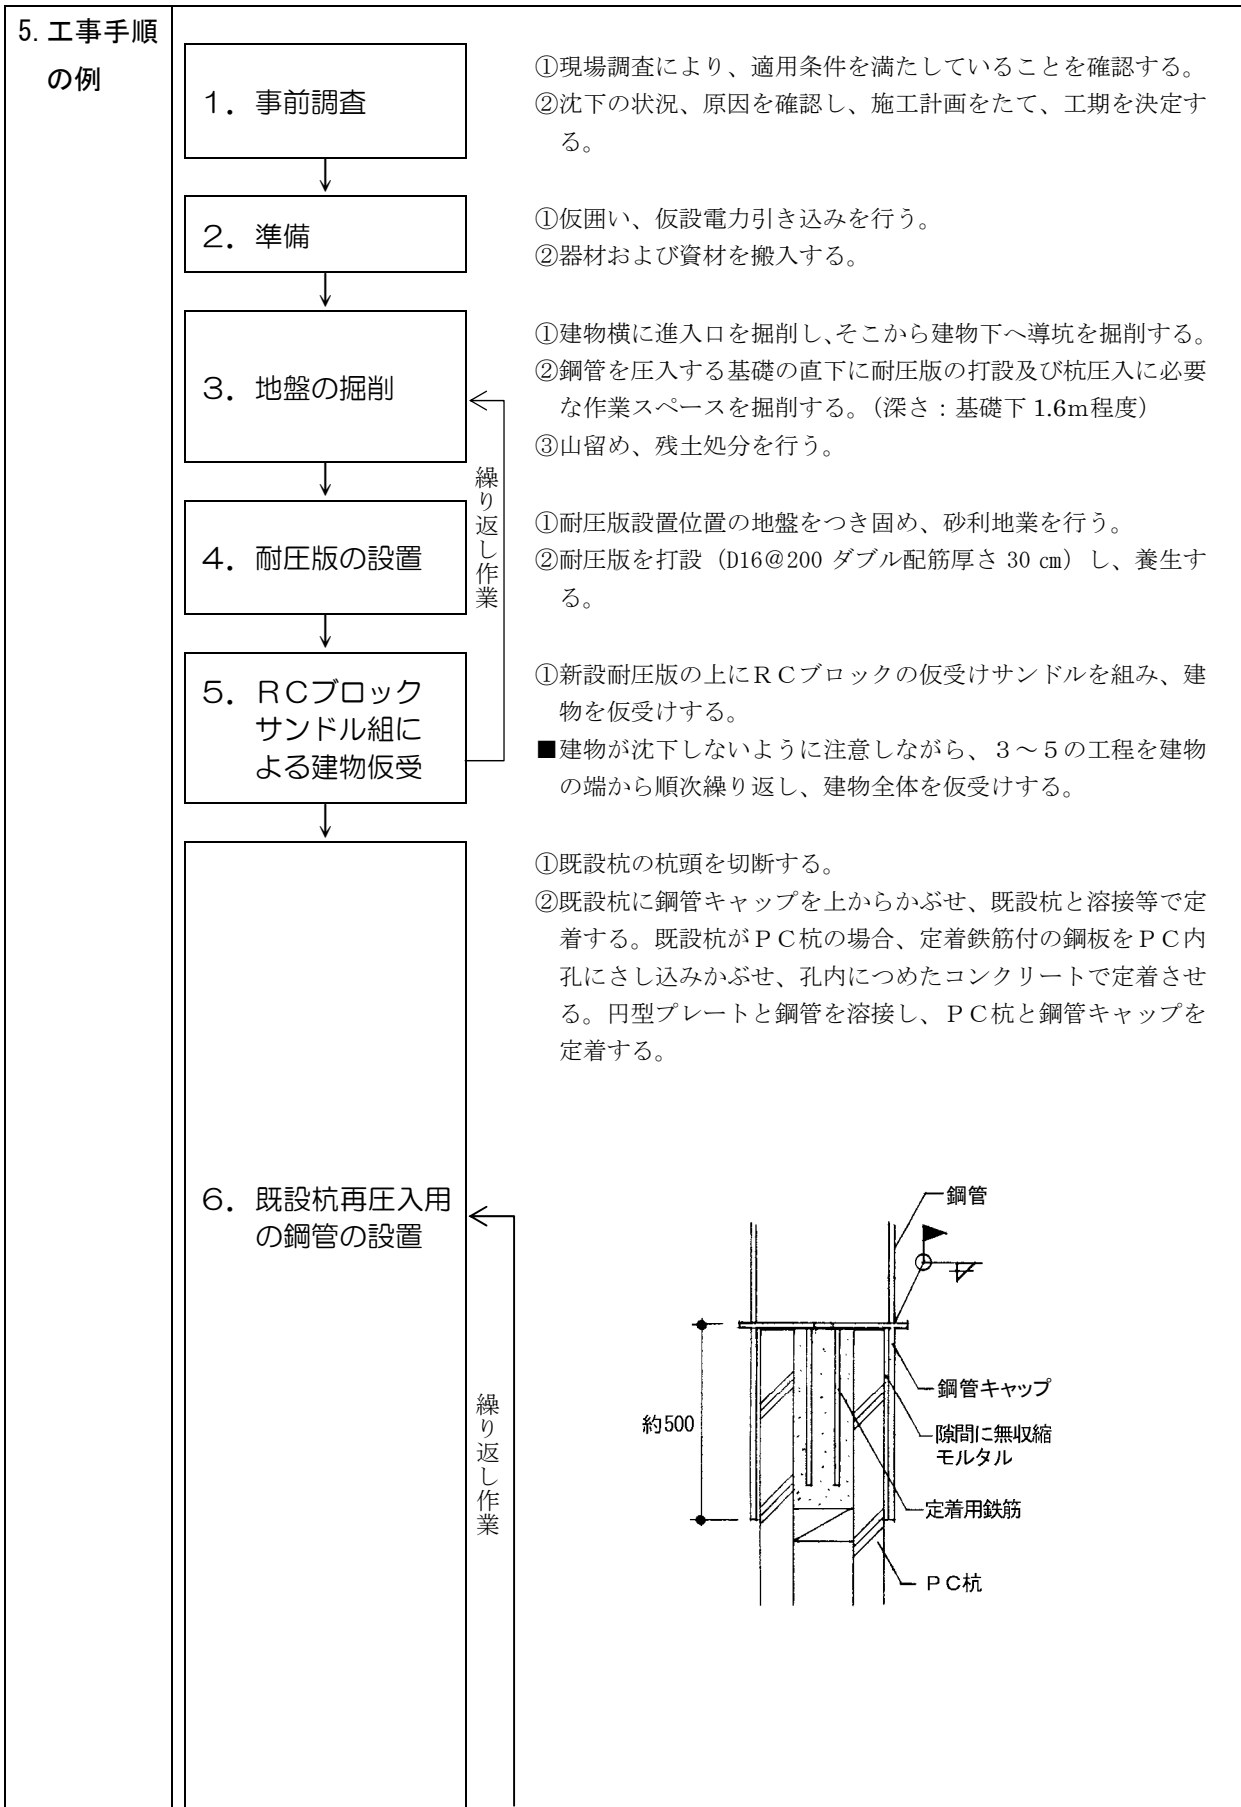 5. 工事手順
の例
1．事前調査
①現場調査により、適用条件を満たしていることを確認する。
②沈下の状況、原因を確認し、施工計画をたて、工期を決定す
る。
2．準備
①仮囲い、仮設電力引き込みを行う。
②器材および資材を搬入する。
3．地盤の掘削
①建物横に進入口を掘削し、そこから建物下へ導坑を掘削する。
②鋼管を圧入する基礎の直下に耐圧版の打設及び杭圧入に必要
な作業スペースを掘削する。（深さ：基礎下 1.6m程度）
③山留め、残土処分を行う。
繰り返し作業
4．耐圧版の設置
①耐圧版設置位置の地盤をつき固め、砂利地業を行う。
②耐圧版を打設（D16@200 ダブル配筋厚さ 30 ㎝）し、養生す
る。
5．ＲＣブロック
サンドル組に
よる建物仮受
①新設耐圧版の上にＲＣブロックの仮受けサンドルを組み、建
物を仮受けする。
■建物が沈下しないように注意しながら、３～５の工程を建物
の端から順次繰り返し、建物全体を仮受けする。
6．既設杭再圧入用
の鋼管の設置
①既設杭の杭頭を切断する。
②既設杭に鋼管キャップを上からかぶせ、既設杭と溶接等で定
着する。既設杭がＰＣ杭の場合、定着鉄筋付の鋼板をＰＣ内
孔にさし込みかぶせ、孔内につめたコンクリートで定着させ
る。円型プレートと鋼管を溶接し、ＰＣ杭と鋼管キャップを
定着する。
繰り返し作業
鋼管
鋼管キャップ
約500
隙間に無収縮
モルタル
定着用鉄筋
ＰＣ杭